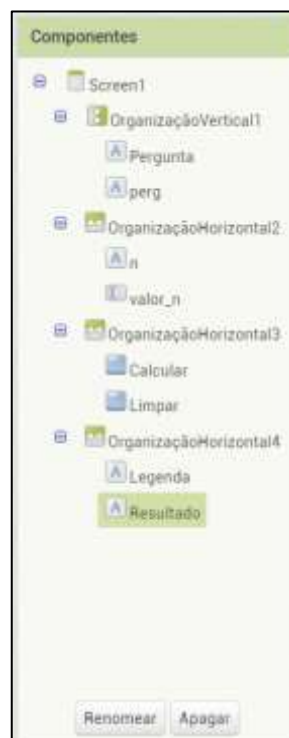 Componentes
Screen1
OrganizaçãoVertical1
Pergunta
perg
OrganizaçãoHorizontal2
n
valor_n
OrganizaçãoHorizontal3
Calcular
Limpar
OrganizaçãoHorizontal4
Legenda
Resultado
Renomear Apagar